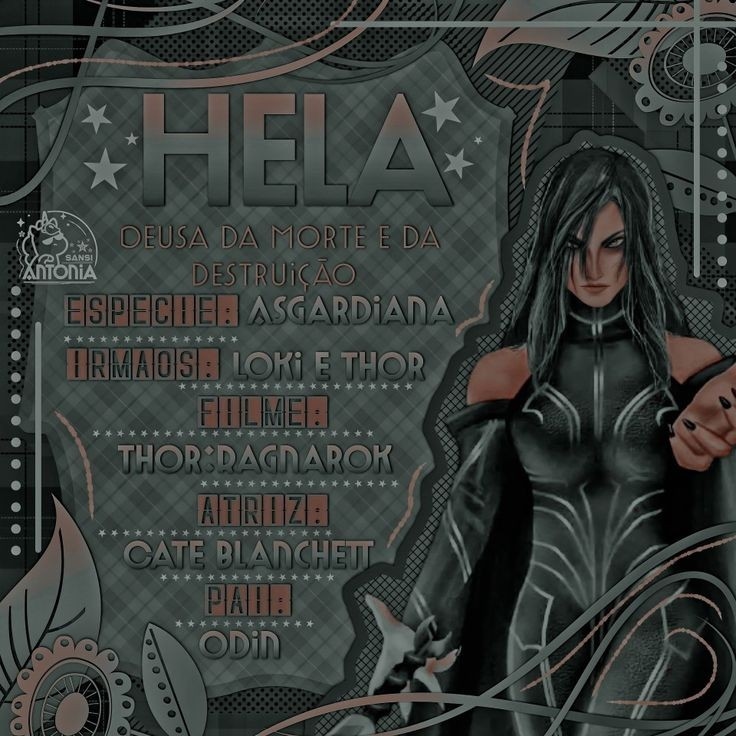 HELA
DEUSA DA MORTE E DA
DESTRUiÇÃO
SANSI
ANTONiA
ESPECIE: ASGARDiANA
IRMAOS: LOKi E THOR
FILME:
THOR:RAGNAROK
ATRIZ:
CATE BLANCHETT
PAI:
ODiN